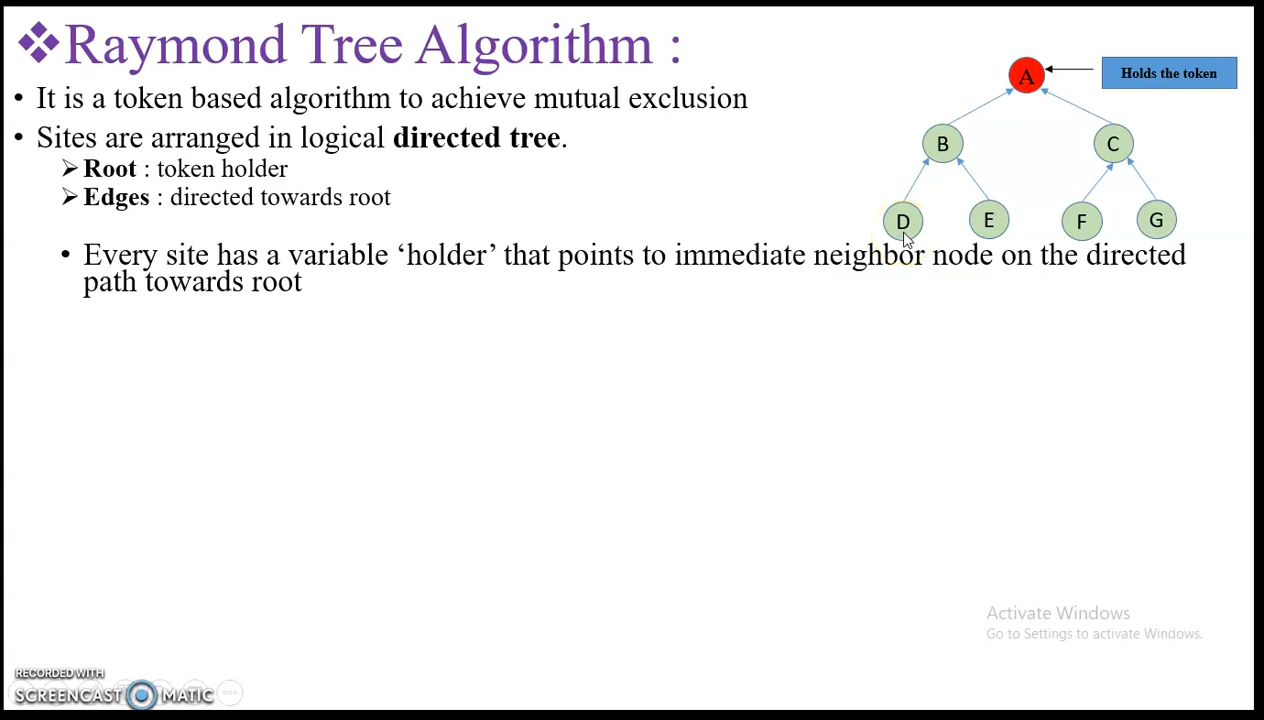 ❖Raymond Tree Algorithm :
• It is a token based algorithm to achieve mutual exclusion
• Sites are arranged in logical directed tree.
➢ Root : token holder
➢ Edges : directed towards root
A
Holds the token
B
C
D
E
F
G
• Every site has a variable ‘holder’ that points to immediate neighbor node on the directed
path towards root
Activate Windows
Go to Settings to activate Windows.
RECORDED WITH
SCREENCAST MATIC